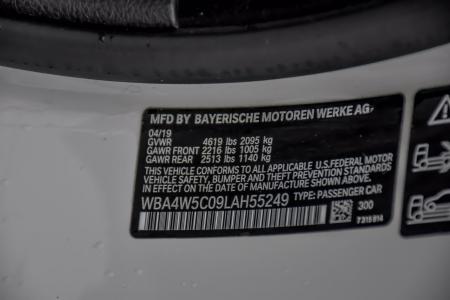 MFD BY BAYERISCHE MOTOREN WERKE AG
04/19
GVWR 4619 lbs 2095 kg
GAWR FRONT 2216 lbs 1005 kg
GAWR REAR 2513 lbs 1140 kg
THIS VEHICLE CONFORMS TO ALL APPLICABLE U.S. FEDERAL MOTOR
VEHICLE SAFETY, BUMPER, AND THEFT PREVENTION STANDARDS
IN EFFECT ON THE DATE OF MANUFACTURE SHOWN ABOVE.
WBA4W5C09LAH55249 TYPE: PASSENGER CAR
300
7 315 814